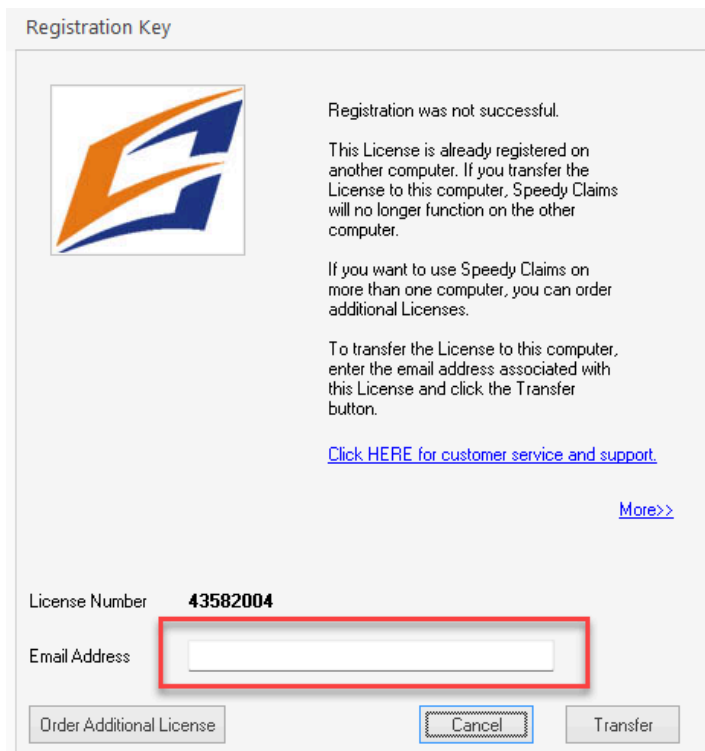 Registration Key
Registration was not successful.
This License is already registered on
another computer. If you transfer the
License to this computer, Speedy Claims
will no longer function on the other
computer.
If you want to use Speedy Claims on
more than one computer, you can order
additional Licenses.
To transfer the License to this computer,
enter the email address associated with
this License and click the Transfer
button.
Click HERE for customer service and support.
More>>
License Number 43582004
Email Address
Order Additional License Cancel Transfer